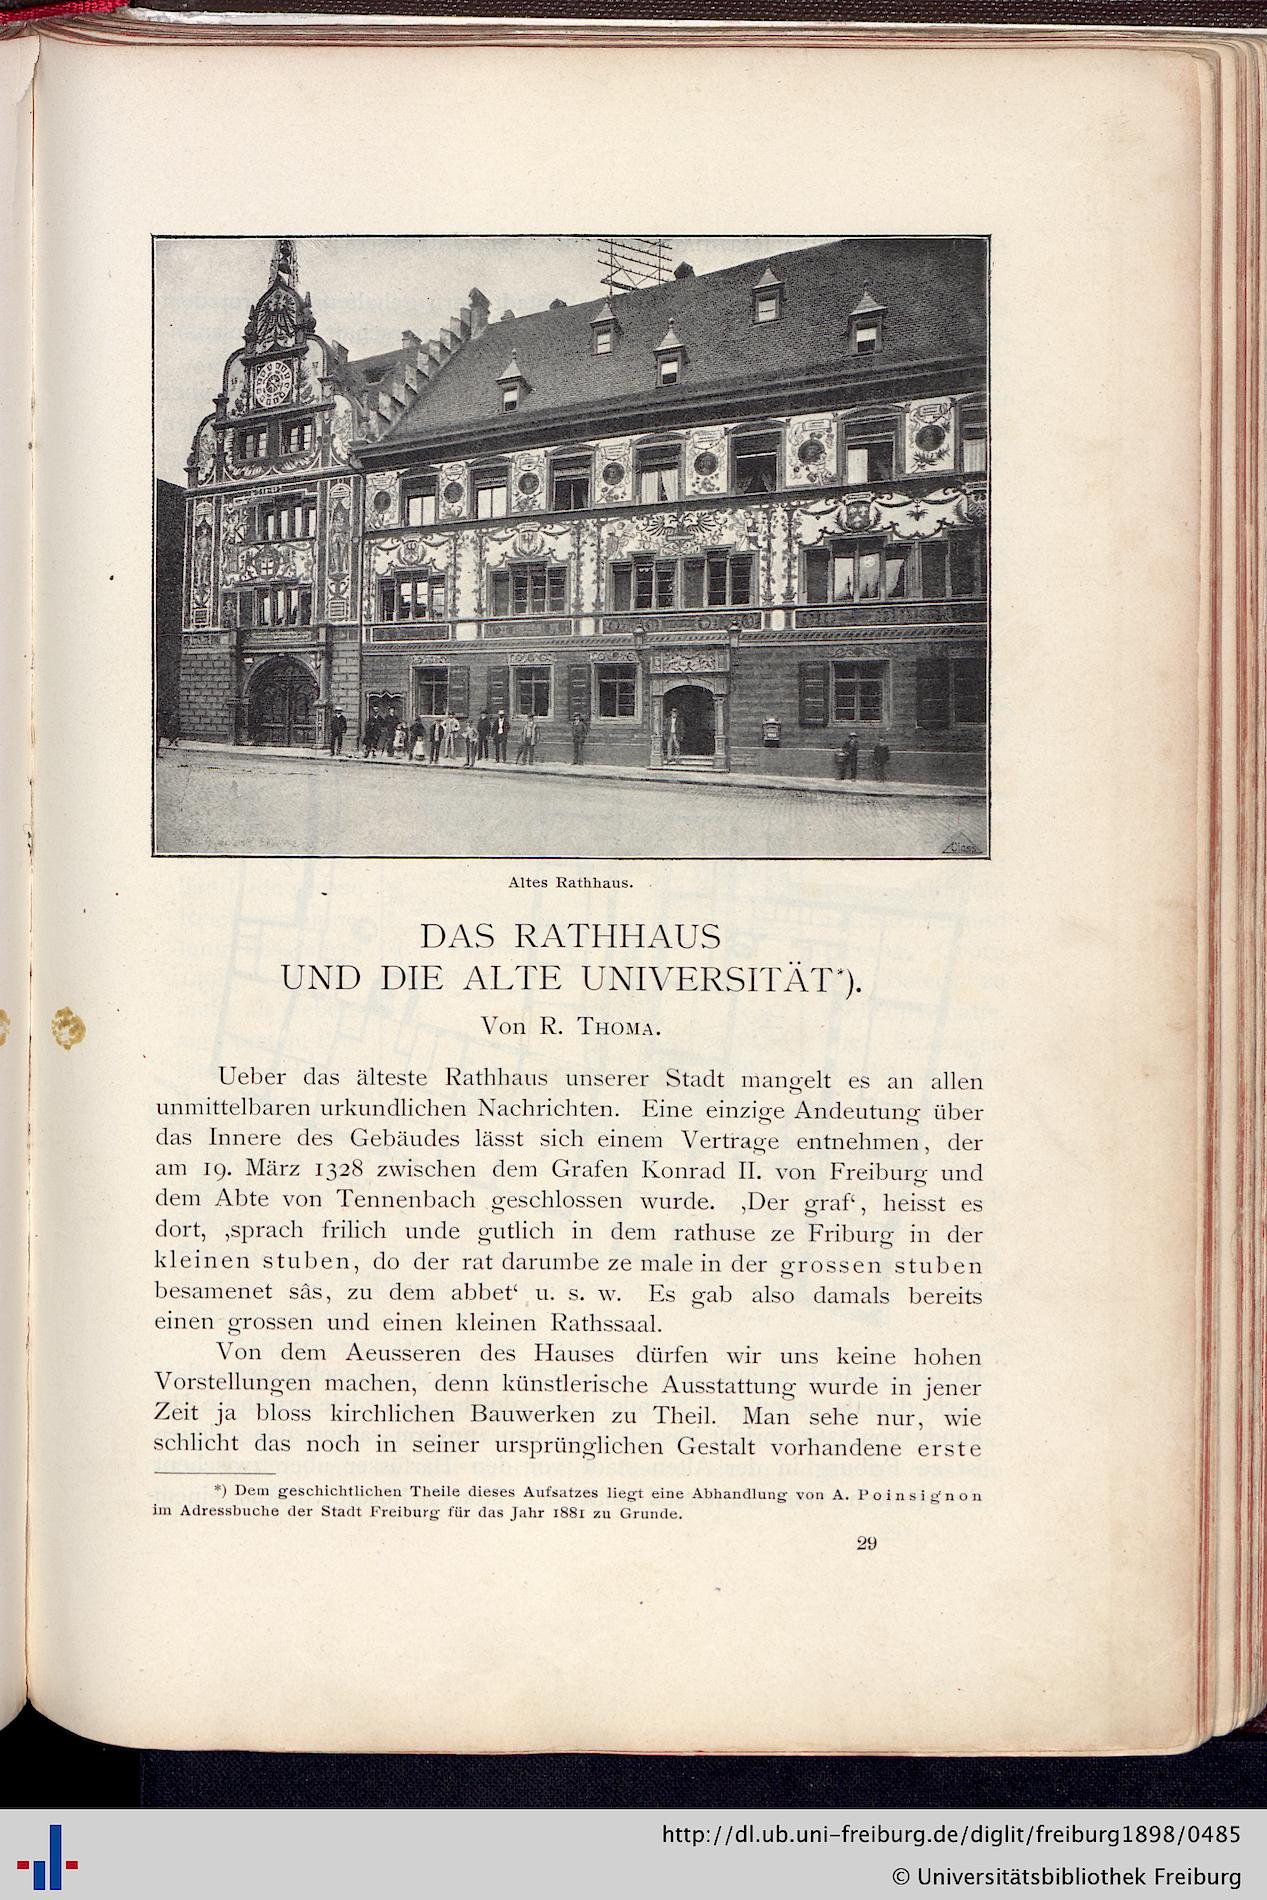 Class
Altes Rathhaus.
DAS RATHHAUS
UND DIE ALTE UNIVERSITÄT*).
Von R. THOMA.
Ueber das älteste Rathhaus unserer Stadt mangelt es an allen
unmittelbaren urkundlichen Nachrichten. Eine einzige Andeutung über
das Innere des Gebäudes lässt sich einem Vertrage entnehmen, der
am 19. März 1328 zwischen dem Grafen Konrad II. von Freiburg und
dem Abte von Tennenbach geschlossen wurde. ‚Der graf‘, heisst es
dort, ‚sprach frilich unde gutlich in dem rathuse ze Friburg in der
kleinen stuben, do der rat darumbe ze male in der grossen stuben
besamenet sâs, zu dem abbet‘ u. s. w. Es gab also damals bereits
einen grossen und einen kleinen Rathssaal.
Von dem Aeusseren des Hauses dürfen wir uns keine hohen
Vorstellungen machen, denn künstlerische Ausstattung wurde in jener
Zeit ja bloss kirchlichen Bauwerken zu Theil. Man sehe nur, wie
schlicht das noch in seiner ursprünglichen Gestalt vorhandene erste
*) Dem geschichtlichen Theile dieses Aufsatzes liegt eine Abhandlung von A. Poinsignon
im Adressbuche der Stadt Freiburg für das Jahr 1881 zu Grunde.
29
http://dl.ub.uni-freiburg.de/diglit/freiburg1898/0485
© Universitätsbibliothek Freiburg